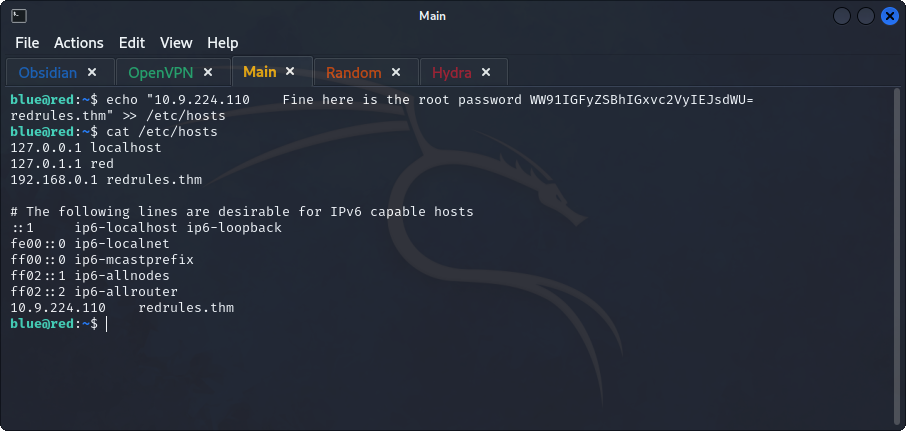 Main
File Actions Edit View Help
Obsidian OpenVPN Main Random Hydra
blue@red:~$ echo "10.9.224.110    Fine here is the root password WW91IGFyZSBhIGxvc2VyIEJsdWU=
redrules.thm" >> /etc/hosts
blue@red:~$ cat /etc/hosts
127.0.0.1 localhost
127.0.1.1 red
192.168.0.1 redrules.thm
# The following lines are desirable for IPv6 capable hosts
::1     ip6-localhost ip6-loopback
fe00::0 ip6-localnet
ff00::0 ip6-mcastprefix
ff02::1 ip6-allnodes
ff02::2 ip6-allrouter
10.9.224.110    redrules.thm
blue@red:~$